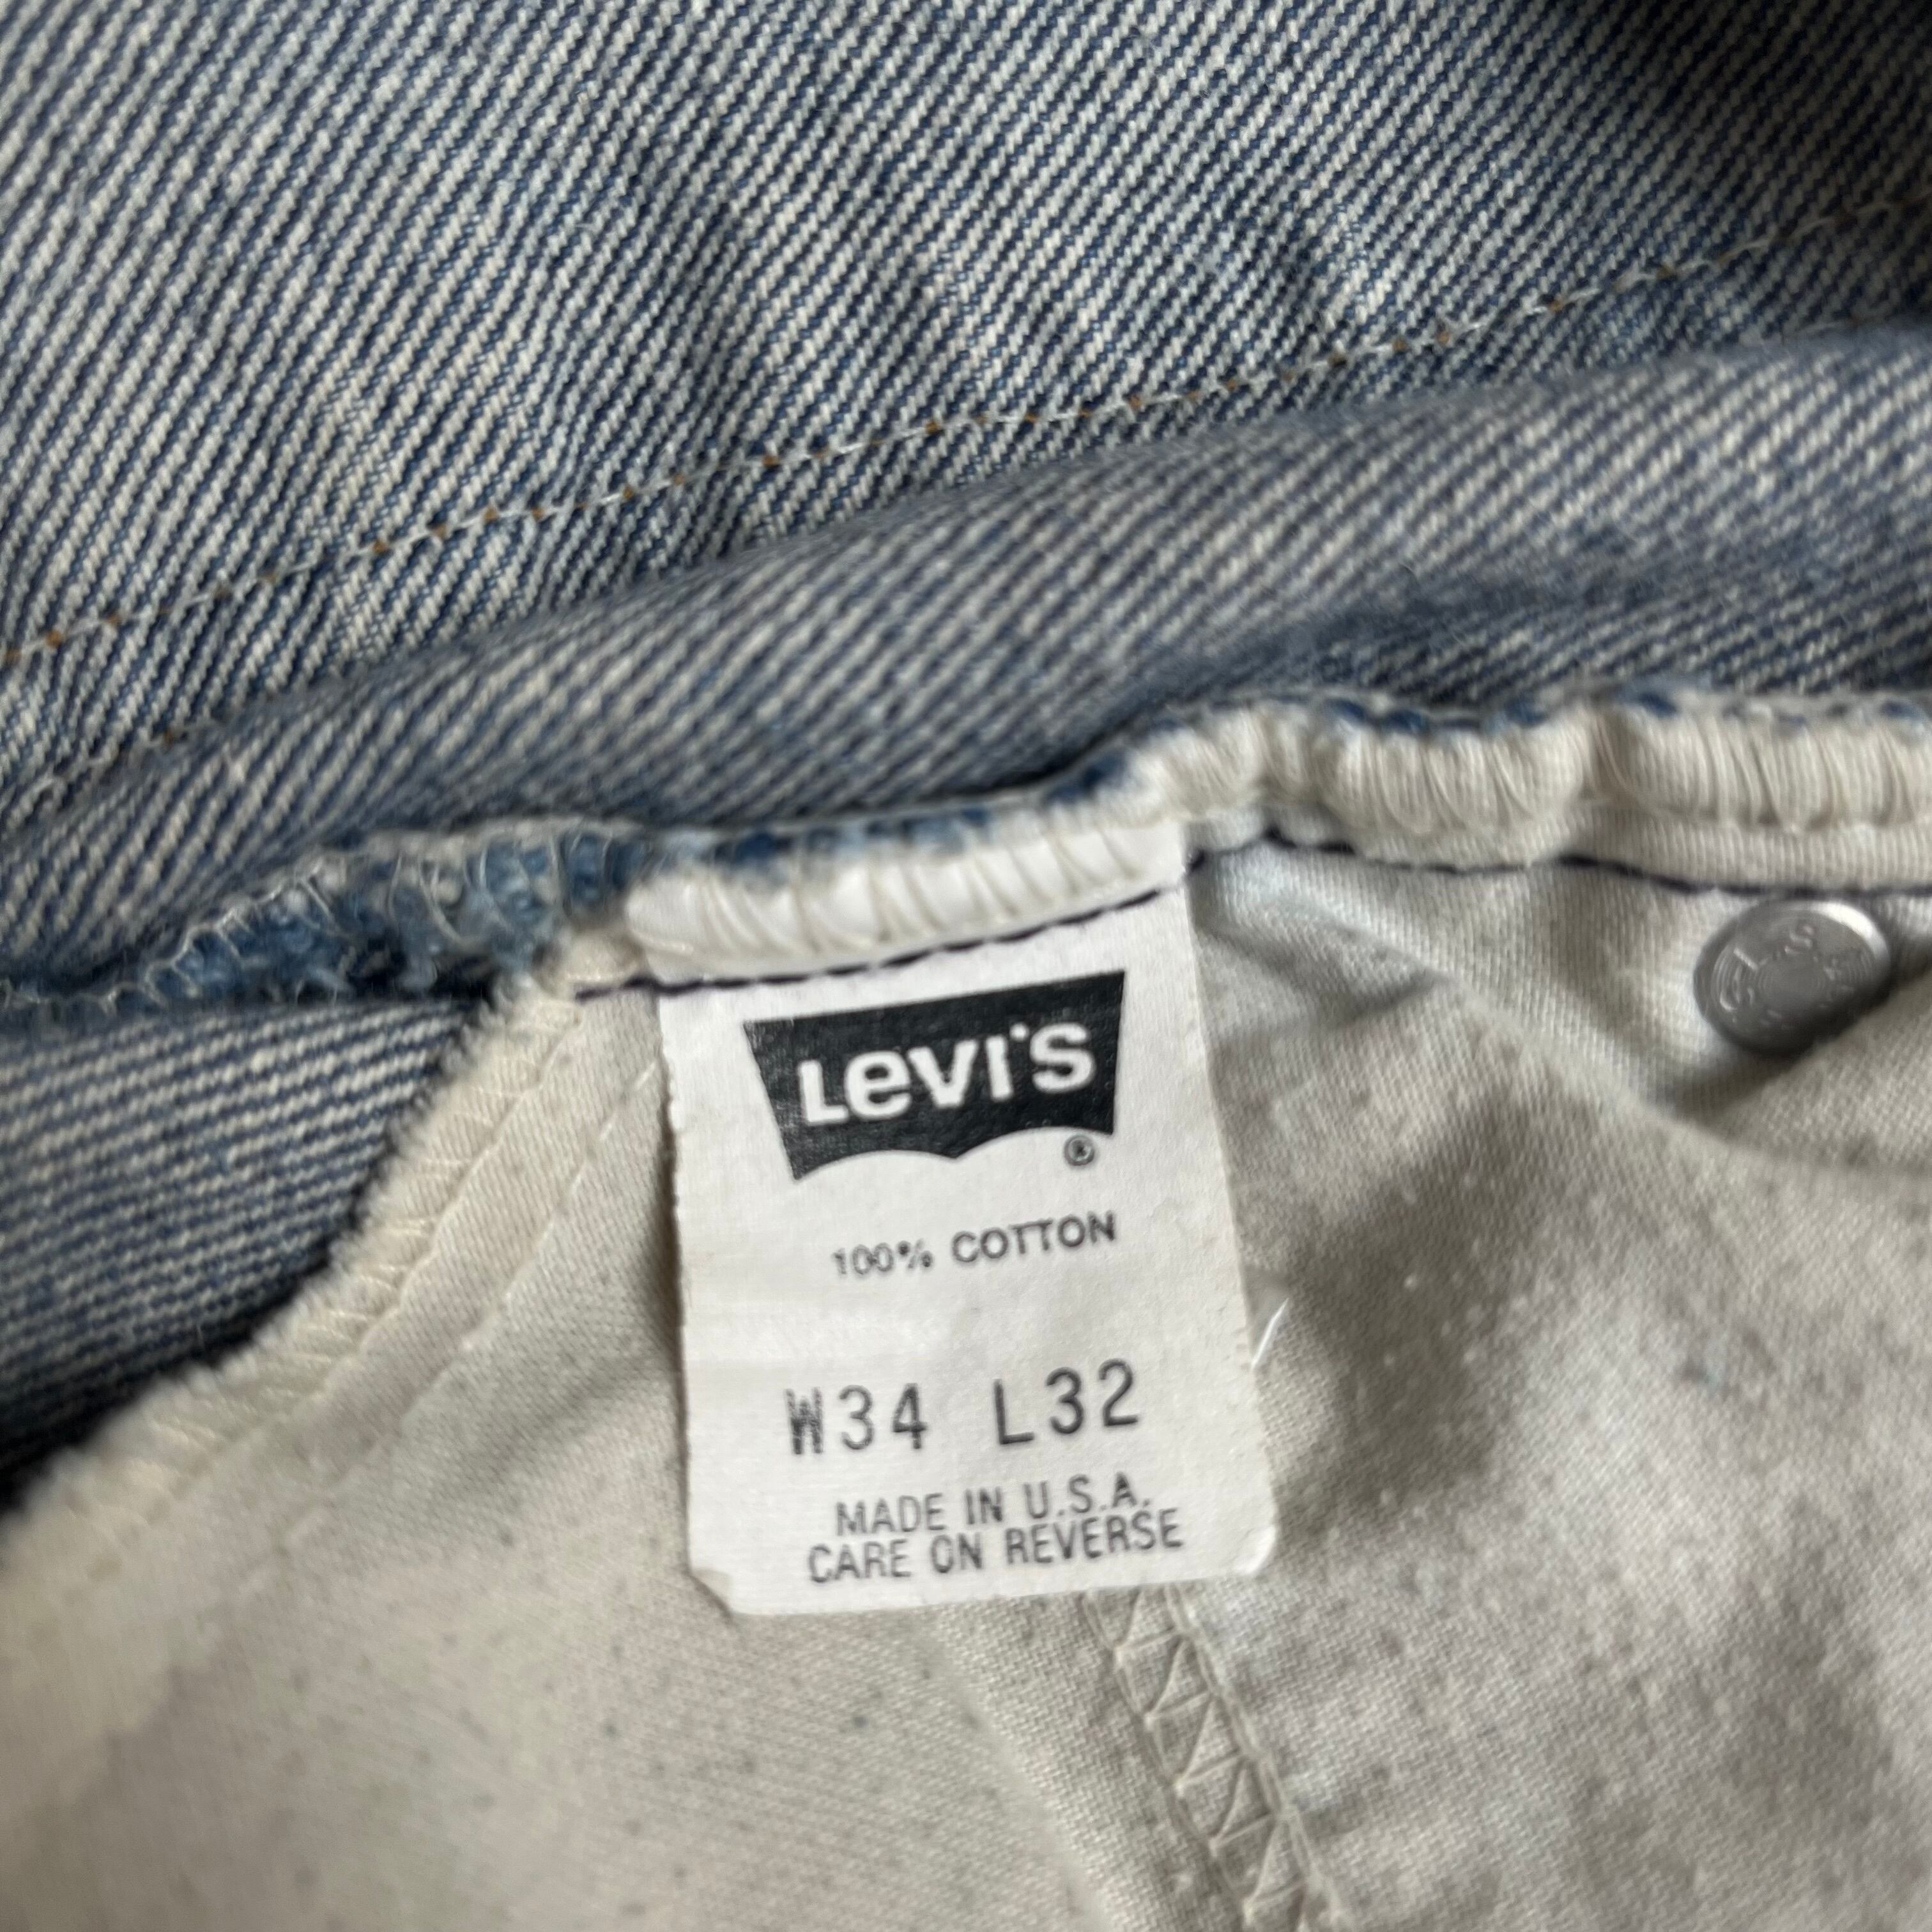 Levi's
®
100% COTTON
W34 L32
MADE IN U.S.A.
CARE ON REVERSE